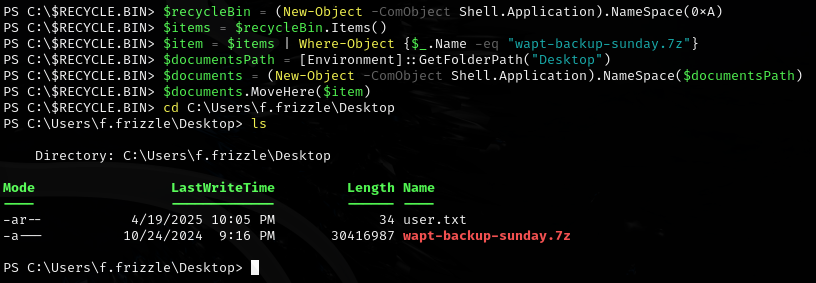 PS C:\$RECYCLE.BIN> $recycleBin = (New-Object -ComObject Shell.Application).NameSpace(0×A)
PS C:\$RECYCLE.BIN> $items = $recycleBin.Items()
PS C:\$RECYCLE.BIN> $item = $items | Where-Object {$_.Name -eq "wapt-backup-sunday.7z"}
PS C:\$RECYCLE.BIN> $documentsPath = [Environment]::GetFolderPath("Desktop")
PS C:\$RECYCLE.BIN> $documents = (New-Object -ComObject Shell.Application).NameSpace($documentsPath)
PS C:\$RECYCLE.BIN> $documents.MoveHere($item)
PS C:\$RECYCLE.BIN> cd C:\Users\f.frizzle\Desktop
PS C:\Users\f.frizzle\Desktop> ls
Directory: C:\Users\f.frizzle\Desktop
Mode LastWriteTime Length Name
---- ------------- ------ ----
-ar-- 4/19/2025 10:05 PM 34 user.txt
-a--- 10/24/2024 9:16 PM 30416987 wapt-backup-sunday.7z
PS C:\Users\f.frizzle\Desktop>